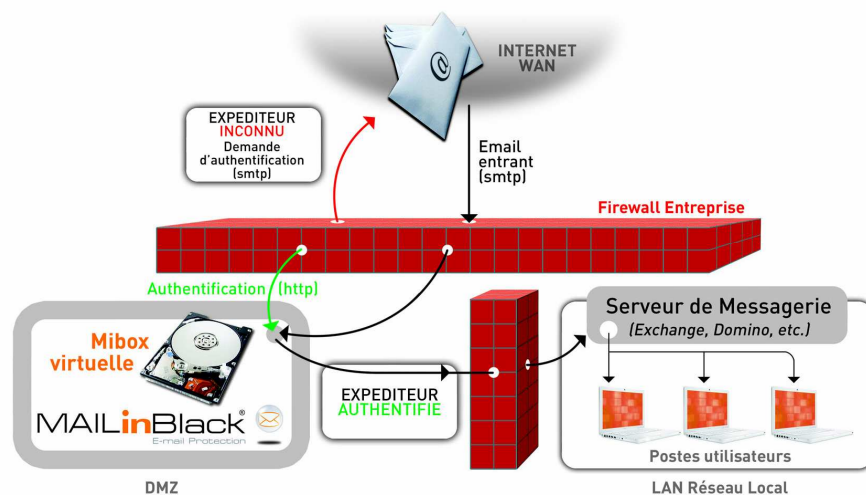 INTERNET
WAN
EXPEDITEUR
INCONNU
Demande
d'authentification
(smtp)
Email
entrant
(smtp)
Firewall Entreprise
Authentification (http)
Mibox
virtuelle
MAILinBlack®
E-mail Protection
DMZ
EXPEDITEUR
AUTHENTIFIE
Serveur de Messagerie
(Exchange, Domino, etc.)
Postes utilisateurs
LAN Réseau Local
@